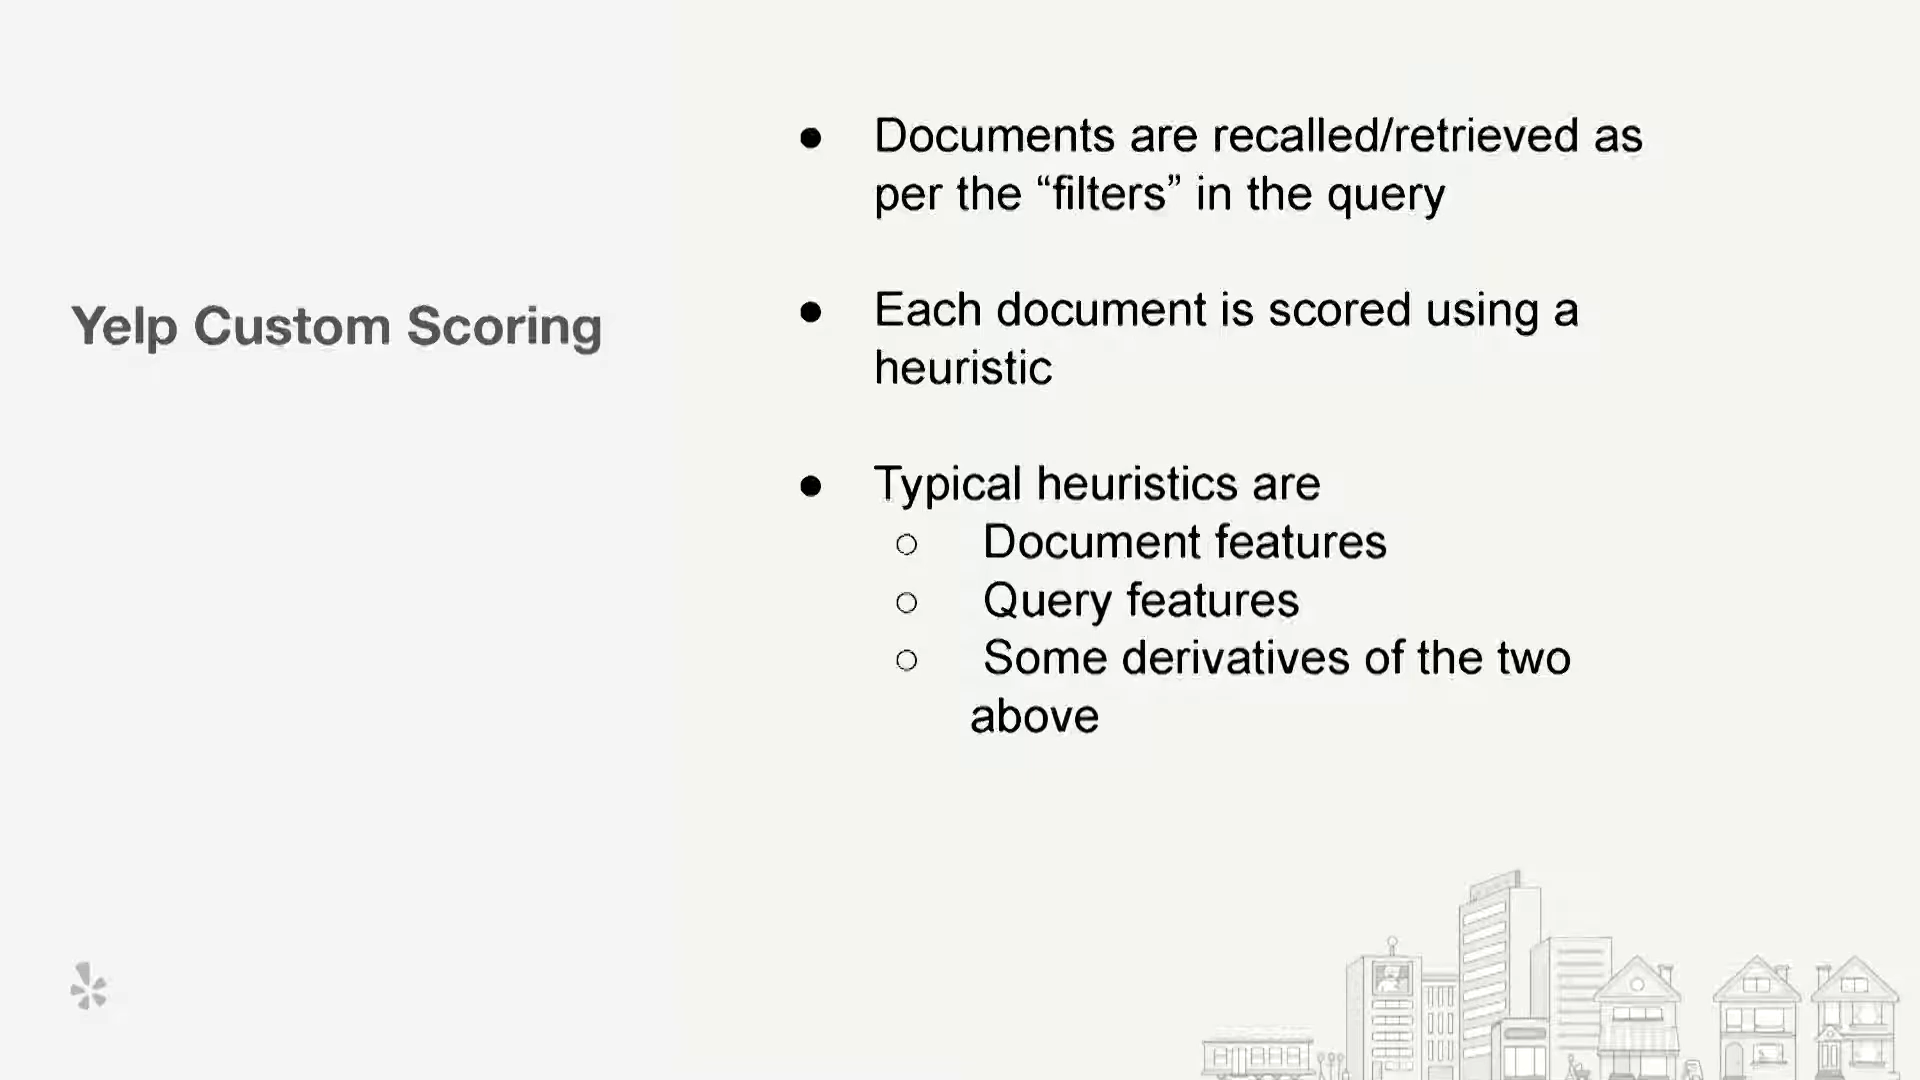 Yelp Custom Scoring
● Documents are recalled/retrieved as
per the “filters” in the query
● Each document is scored using a
heuristic
● Typical heuristics are
○ Document features
○ Query features
○ Some derivatives of the two
above